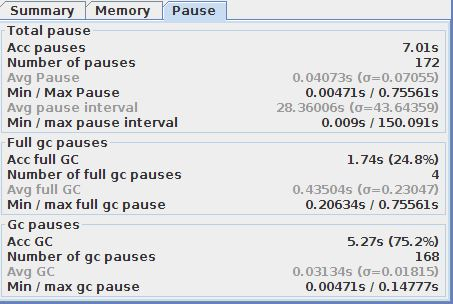 Summary Memory Pause
Total pause
Acc pauses 7.01s
Number of pauses 172
Avg Pause 0.04073s (σ=0.07055)
Min / Max Pause 0.00471s / 0.75561s
Avg pause interval 28.36006s (σ=43.64359)
Min / max pause interval 0.009s / 150.091s
Full gc pauses
Acc full GC 1.74s (24.8%)
Number of full gc pauses 4
Avg full GC 0.43504s (σ=0.23047)
Min / max full gc pause 0.20634s / 0.75561s
Gc pauses
Acc GC 5.27s (75.2%)
Number of gc pauses 168
Avg GC 0.03134s (σ=0.01815)
Min / max gc pause 0.00471s / 0.14777s